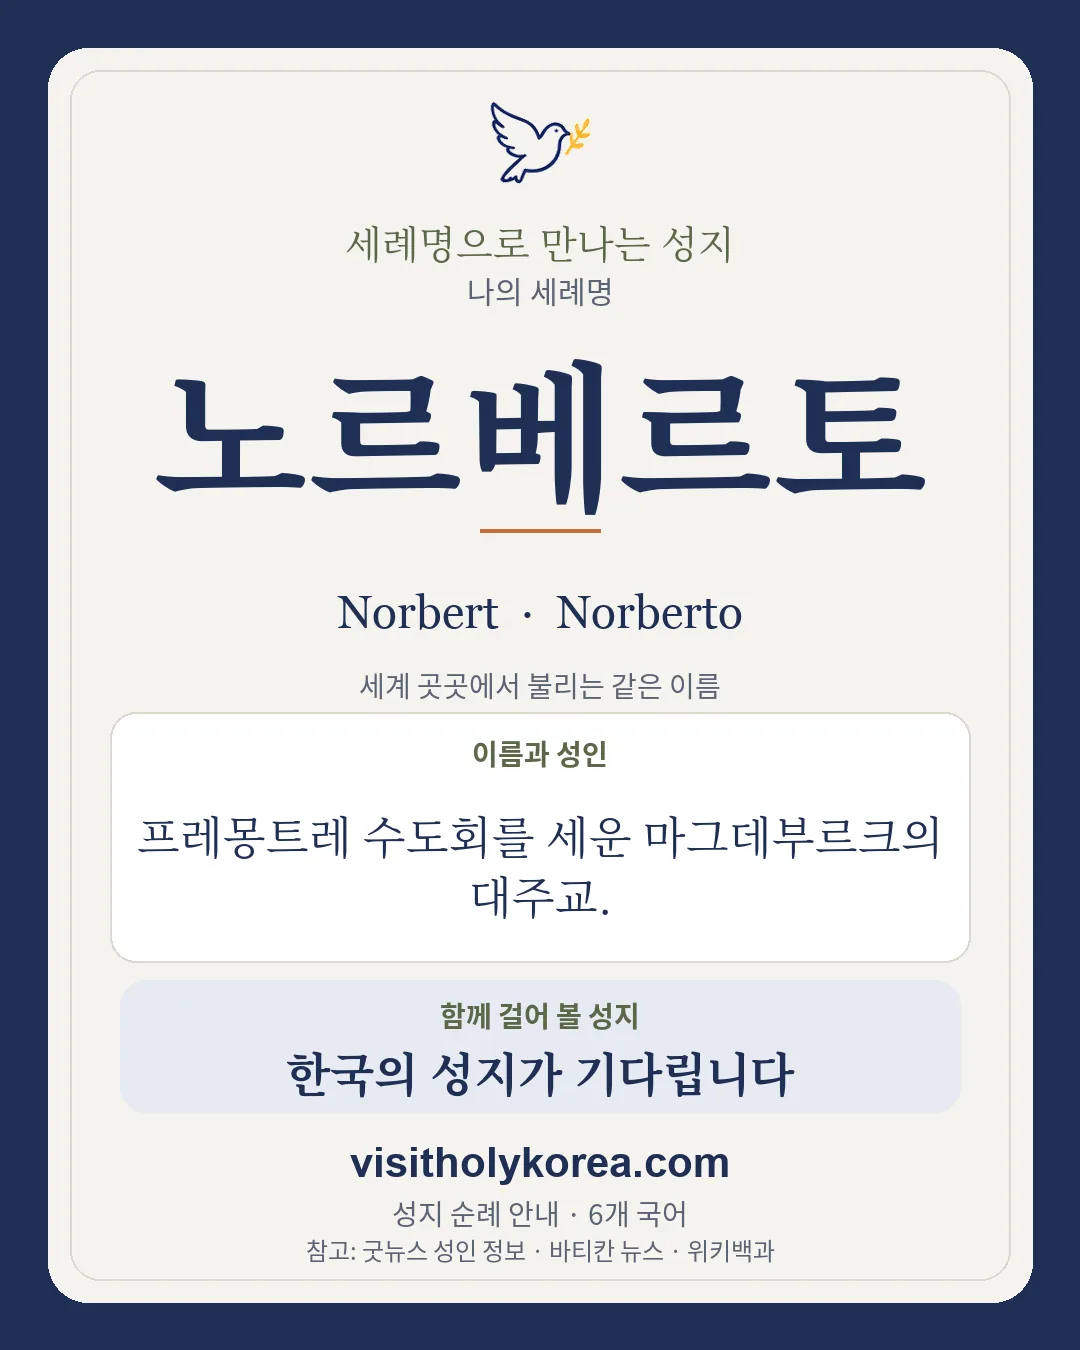 세례명으로 만나는 성지
나의 세례명
노르베르토
Norbert · Norberto
세계 곳곳에서 불리는 같은 이름
이름과 성인
프레몽트레 수도회를 세운 마그데부르크의
대주교.
함께 걸어 볼 성지
한국의 성지가 기다립니다
visitholykorea.com
성지 순례 안내 · 6개 국어
참고: 굿뉴스 성인 정보 · 바티칸 뉴스 · 위키백과